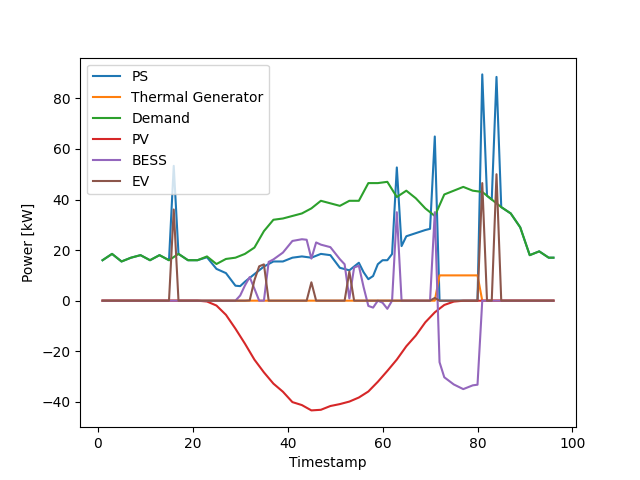 PS
Thermal Generator
Demand
PV
BESS
EV
Power [kW]
80
60
40
20
0
−20
−40
0 20 40 60 80 100
Timestamp